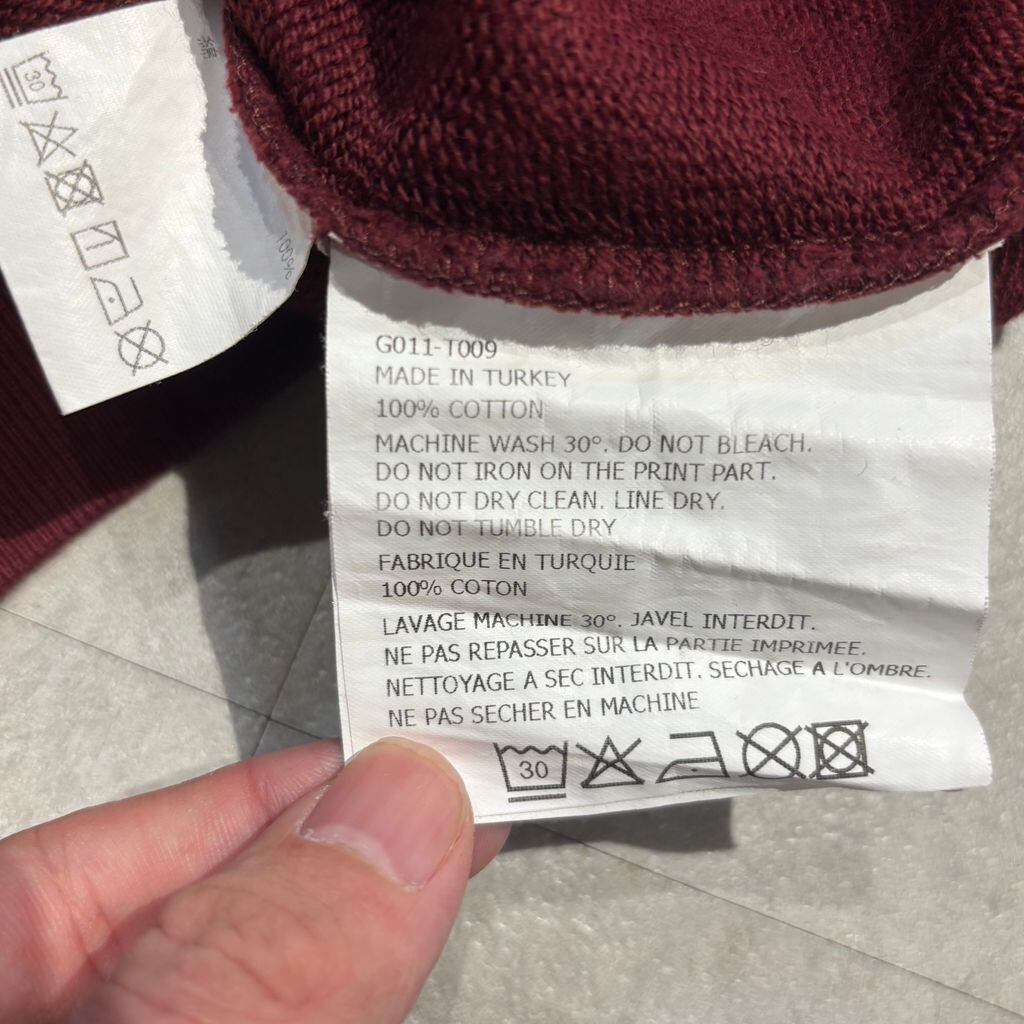 30
綿
100%
G011-T009
MADE IN TURKEY
100% COTTON
MACHINE WASH 30°. DO NOT BLEACH.
DO NOT IRON ON THE PRINT PART.
DO NOT DRY CLEAN. LINE DRY.
DO NOT TUMBLE DRY
FABRIQUE EN TURQUIE
100% COTON
LAVAGE MACHINE 30°. JAVEL INTERDIT.
NE PAS REPASSER SUR LA PARTIE IMPRIMEE.
NETTOYAGE A SEC INTERDIT. SECHAGE A L'OMBRE.
NE PAS SECHER EN MACHINE
30